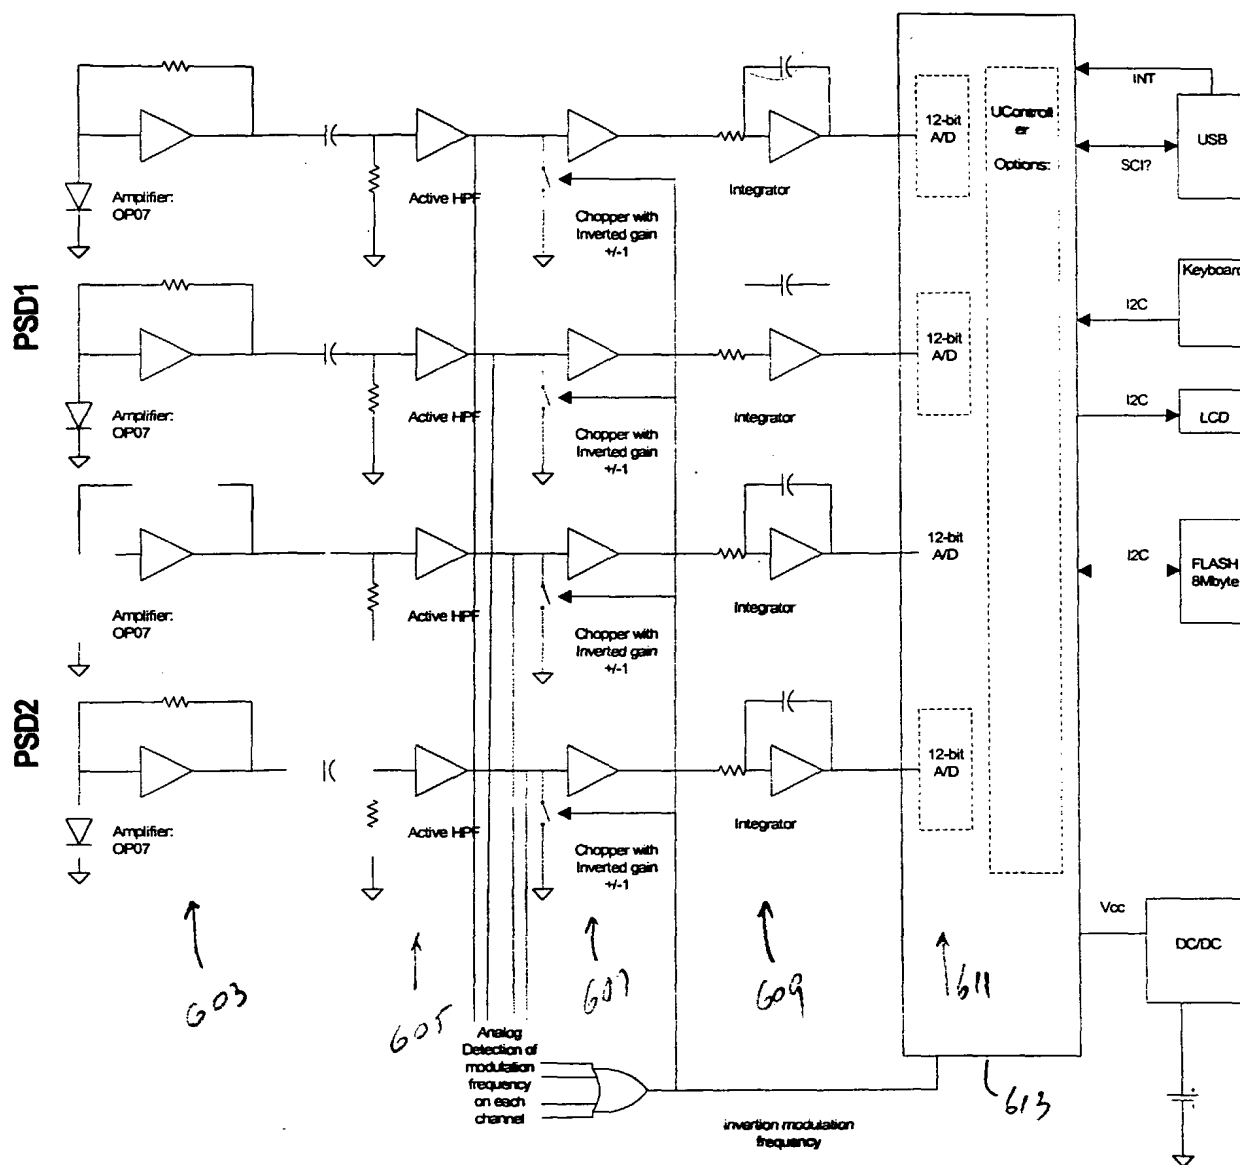 PSD1
PSD2
Amplifier:
OP07
Active HPF
Chopper with
Inverted gain
+/-1
Integrator
12-bit
A/D
UControll
er
Options:
INT
SCI?
USB
Amplifier:
OP07
Active HPF
Chopper with
Inverted gain
+/-1
Integrator
12-bit
A/D
I2C
Keyboard
I2C
LCD
Amplifier:
OP07
Active HPF
Chopper with
Inverted gain
+/-1
Integrator
12-bit
A/D
I2C
FLASH
8Mbyte
Amplifier:
OP07
Active HPF
Chopper with
Inverted gain
+/-1
Integrator
12-bit
A/D
Vcc
DC/DC
603
605
607
609
611
613
Analog
Detection of
modulation
frequency
on each
channel
invertion modulation
frequency